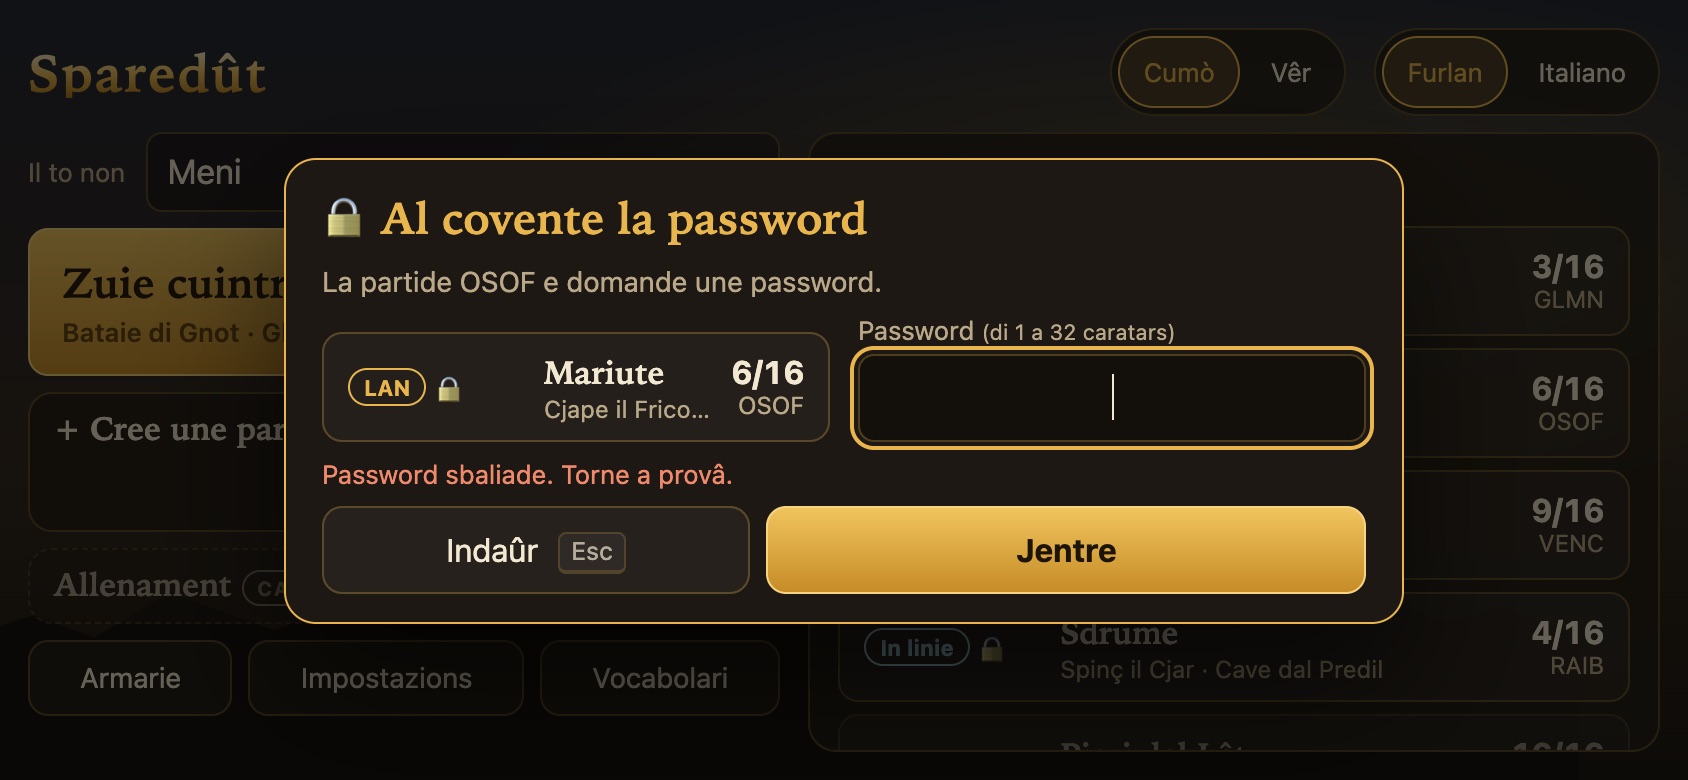 Sparedût
Cumò
Vêr
Furlan
Italiano
Il to non
Meni
Zuie
Bataie di Gnot ·
+ Cree une
Allenament
Armarie
Impostazions
Vocabolari
Al covente la password
La partide OSOF e domande une password.
LAN
Mariute
6/16
Cjape il Frico...
OSOF
Password (di 1 a 32 caratars)
Password sbaliade. Torne a provâ.
Indaûr
Esc
Jentre
3/16
GLMN
6/16
OSOF
9/16
VENC
In linie
Sdrume
4/16
Spinç il Cjar · Cave dal Predil
RAIB